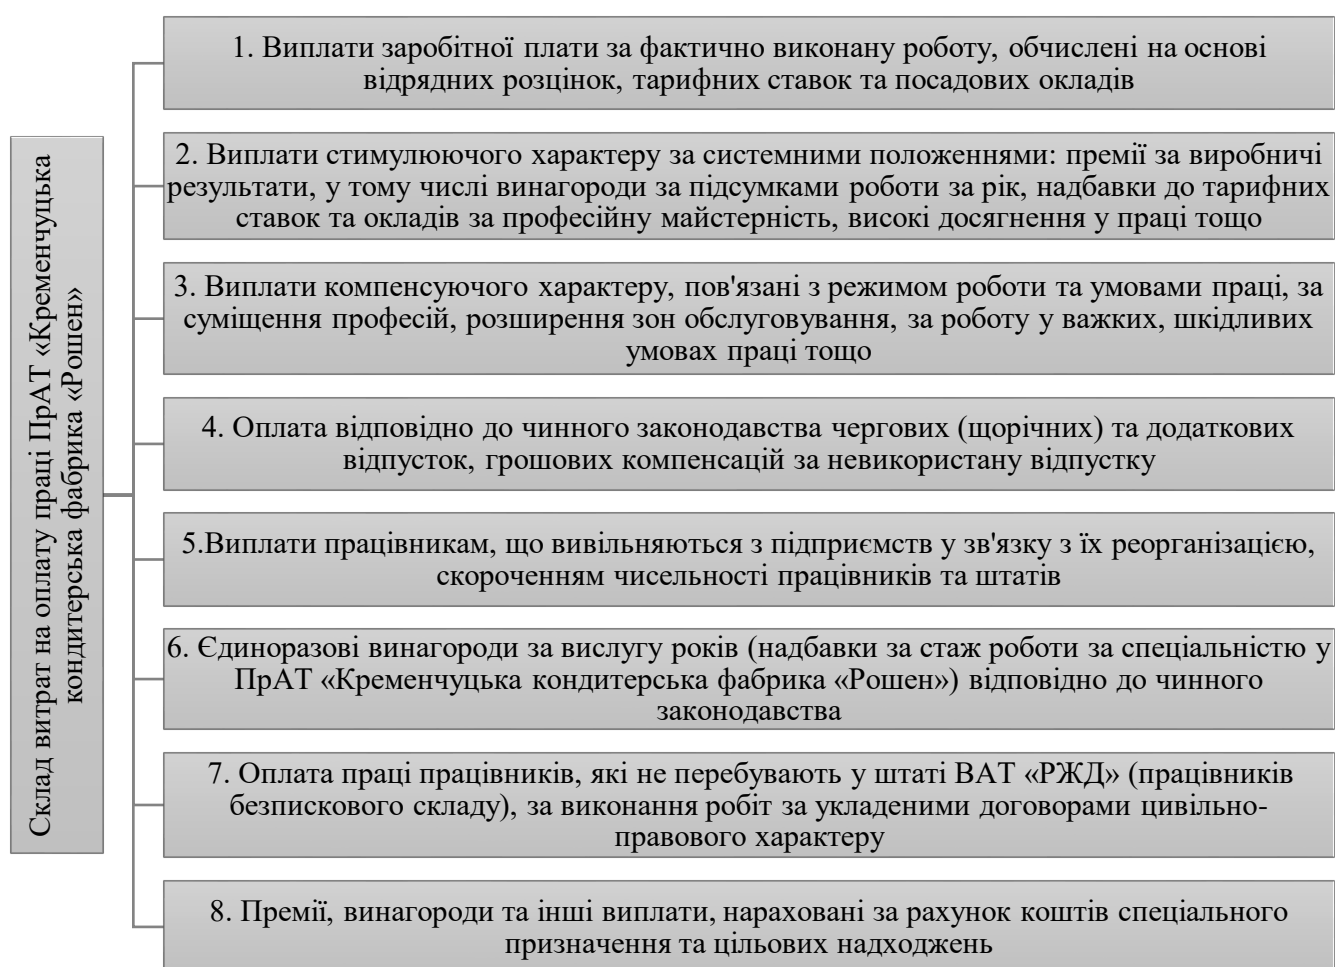 Склад витрат на оплату праці ПрАТ «Кременчуцька
кондитерська фабрика «Рошен»
1. Виплати заробітної плати за фактично виконану роботу, обчислені на основі
відрядних розцінок, тарифних ставок та посадових окладів
2. Виплати стимулюючого характеру за системними положеннями: премії за виробничі
результати, у тому числі винагороди за підсумками роботи за рік, надбавки до тарифних
ставок та окладів за професійну майстерність, високі досягнення у праці тощо
3. Виплати компенсуючого характеру, пов'язані з режимом роботи та умовами праці, за
суміщення професій, розширення зон обслуговування, за роботу у важких, шкідливих
умовах праці тощо
4. Оплата відповідно до чинного законодавства чергових (щорічних) та додаткових
відпусток, грошових компенсацій за невикористану відпустку
5.Виплати працівникам, що вивільняються з підприємств у зв'язку з їх реорганізацією,
скороченням чисельності працівників та штатів
6. Єдиноразові винагороди за вислугу років (надбавки за стаж роботи за спеціальністю у
ПрАТ «Кременчуцька кондитерська фабрика «Рошен») відповідно до чинного
законодавства
7. Оплата праці працівників, які не перебувають у штаті ВАТ «РЖД» (працівників
безпискового складу), за виконання робіт за укладеними договорами цивільно-
правового характеру
8. Премії, винагороди та інші виплати, нараховані за рахунок коштів спеціального
призначення та цільових надходжень